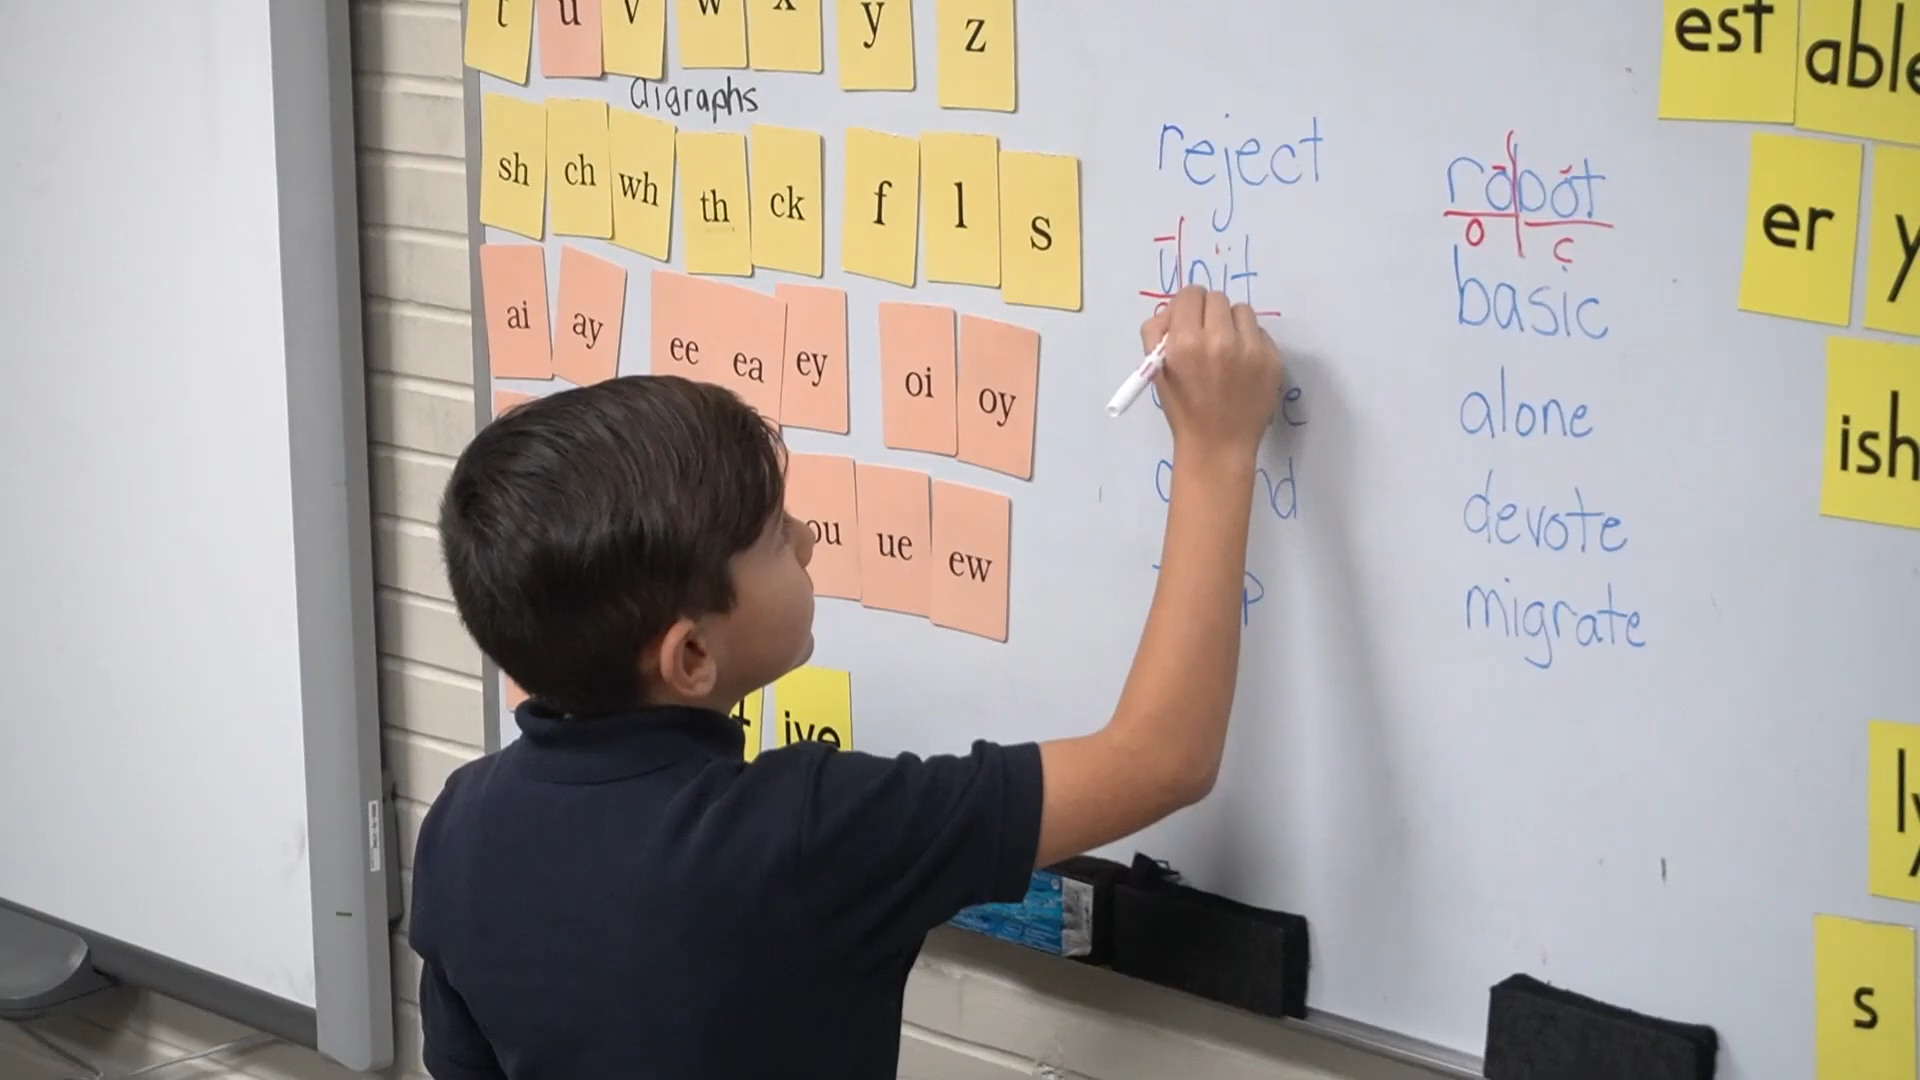 t u v w x y z
digraphs
sh ch wh th ck f l s
ai ay ee ea ey oi oy
ou ue ew
ive
reject
unit
robot
o c
basic
alone
devote
migrate
est able
er y
ish
ly
s